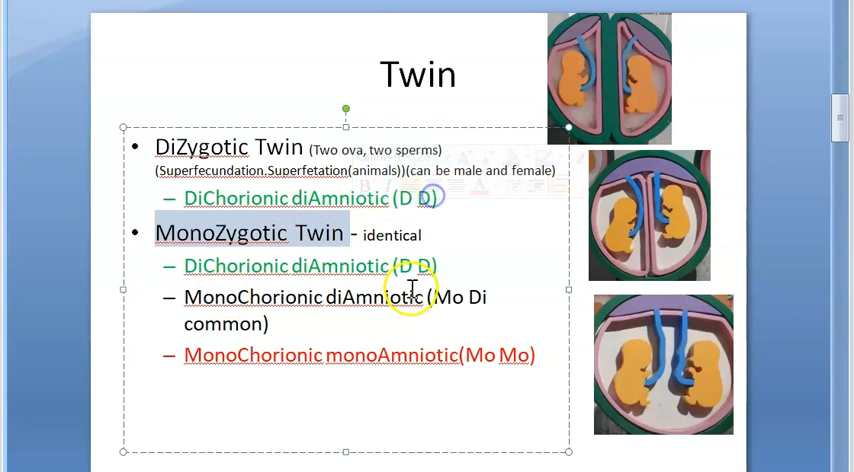 Twin
• DiZygotic Twin (Two ova, two sperms)
(Superfecundation.Superfetation(animals))(can be male and female)
– DiChorionic diAmniotic (D D)
• MonoZygotic Twin - identical
– DiChorionic diAmniotic (D D)
– MonoChorionic diAmniotic (Mo Di
common)
– MonoChorionic monoAmniotic(Mo Mo)